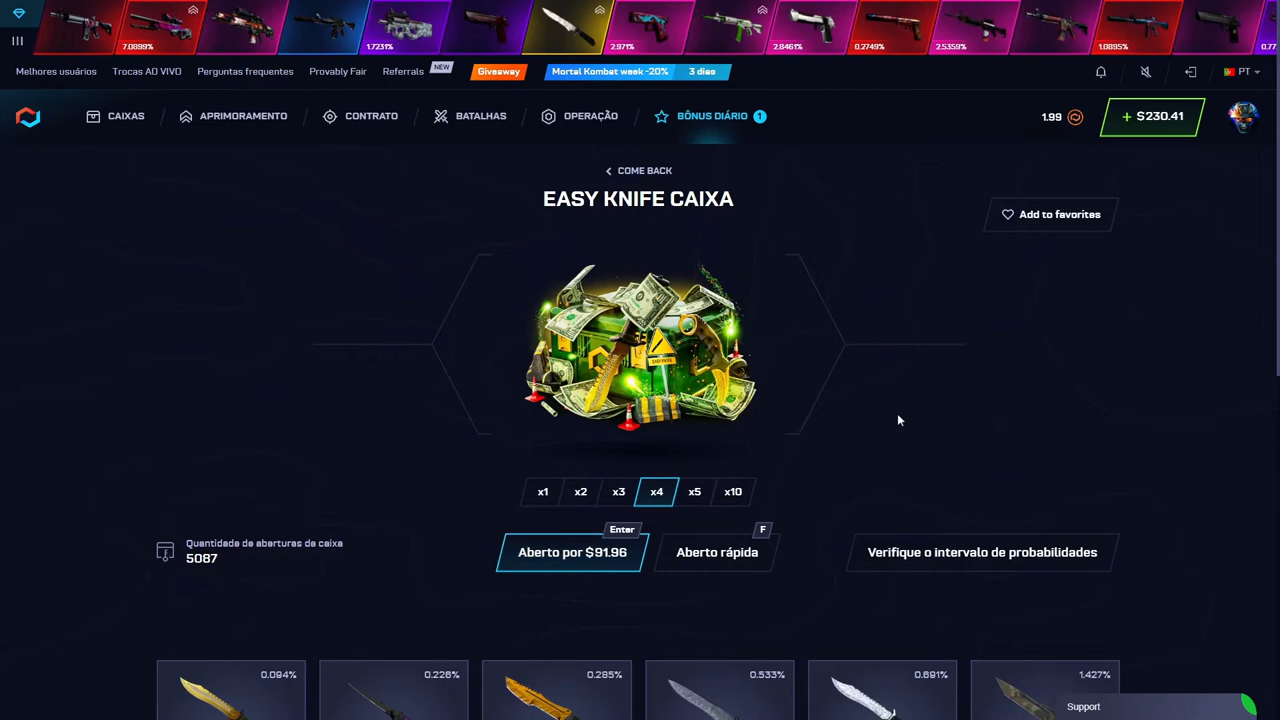 7.0899%
1.7231%
2.971%
2.8461%
0.2749%
2.5359%
1.0895%
0.77
Melhores usuários
Trocas AO VIVO
Perguntas frequentes
Provably Fair
Referrals
NEW
Giveaway
Mortal Kombat week -20%
3 dies
PT
CAIXAS
APRIMORAMENTO
CONTRATO
BATALHAS
OPERAÇÃO
BÔNUS DIÁRIO
1
1.99
+ $230.41
COME BACK
EASY KNIFE CAIXA
Add to favorites
x1
x2
x3
x4
x5
x10
Enter
F
Quantidade de aberturas de caixa
5087
Aberto por $91.96
Aberto rápida
Verifique o intervalo de probabilidades
0.094%
0.226%
0.285%
0.533%
0.691%
1.427%
Support